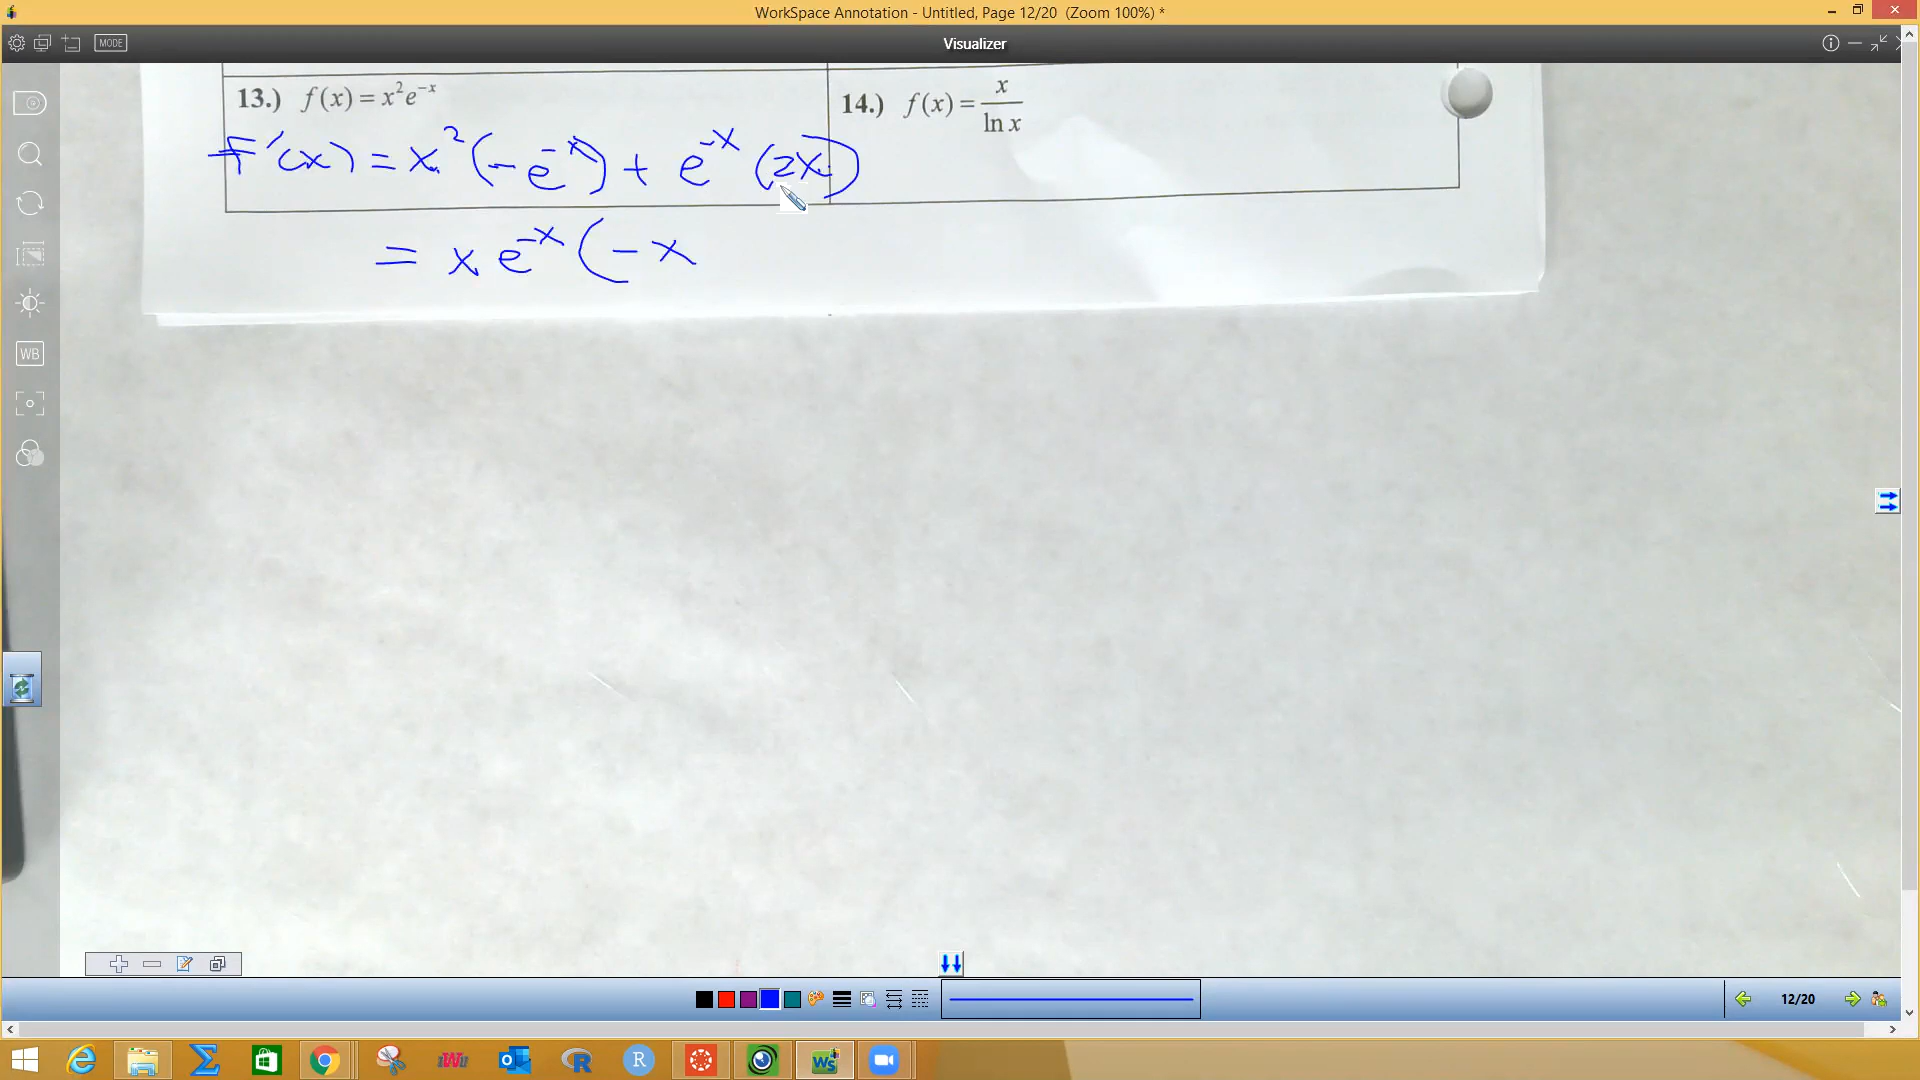 WorkSpace Annotation - Untitled, Page 12/20 (Zoom 100%) *
MODE
Visualizer
13.) f(x) = x²e⁻ˣ
14.) f(x) = x / ln x
F'(x) = x²(-e⁻ˣ) + e⁻ˣ(2x)
= x e⁻ˣ(-x
WB
12/20